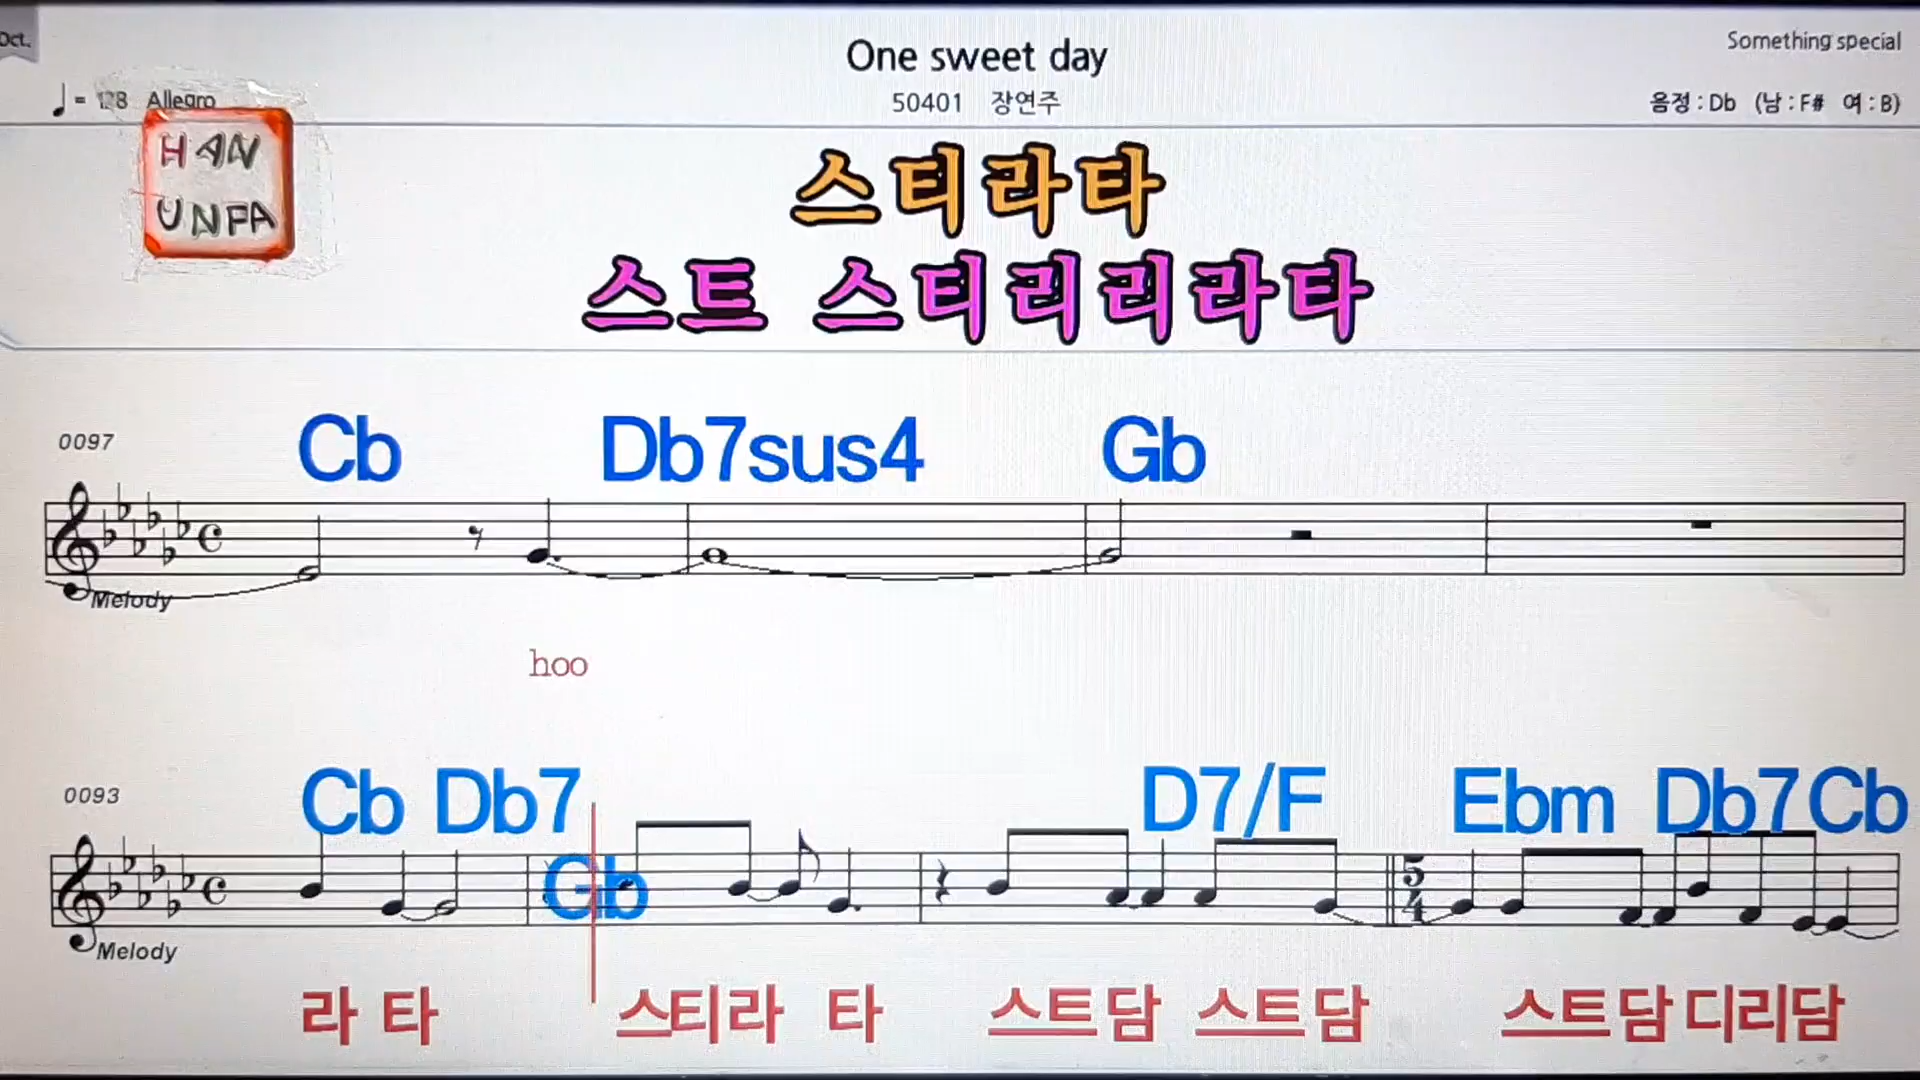 Oct.
One sweet day
Something special
♩ = 128 Allegro
50401 장연주
음정 : Db (남 : F# 여 : B)
HAN
UNPA
스티라타
스트 스티리리라타
0097
Cb Db7sus4 Gb
Melody
hoo
0093
Cb Db7 Gb D7/F Ebm Db7 Cb
5
4
Melody
라 타 스티라 타 스트담 스트담 스트담디리담